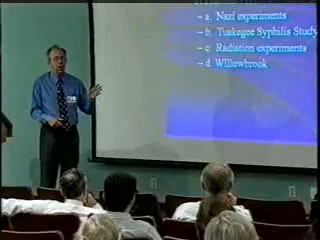 - a. Nazi experiments
- b. Tuskegee Syphilis Study
- c. Radiation experiments
- d. Willowbrook